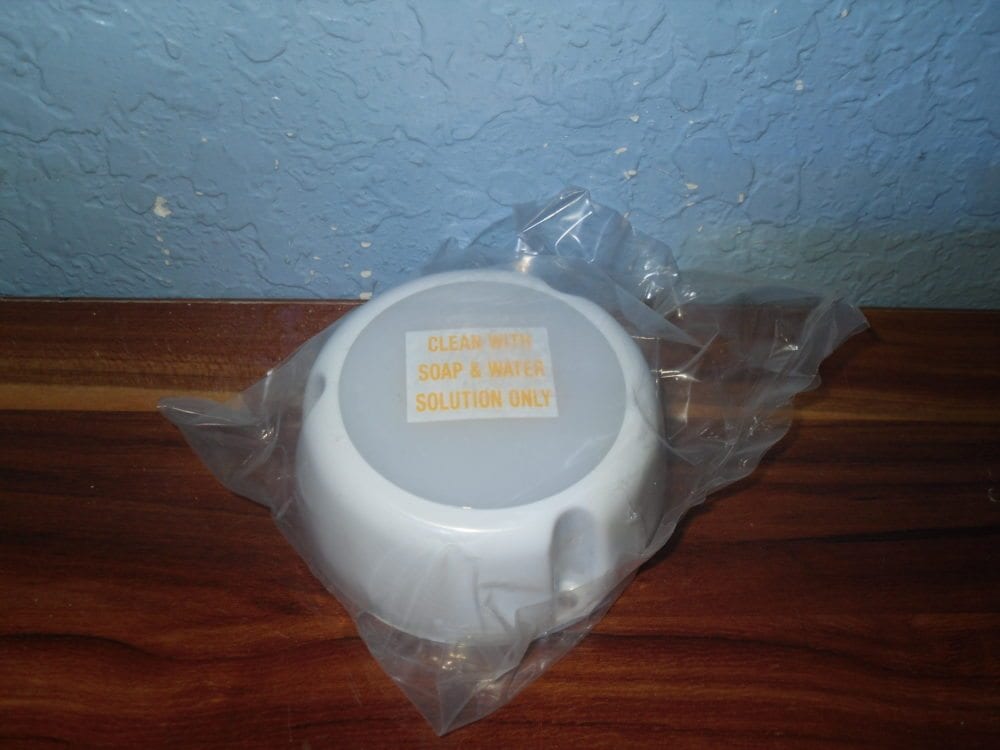 CLEAN WITH
SOAP & WATER
SOLUTION ONLY